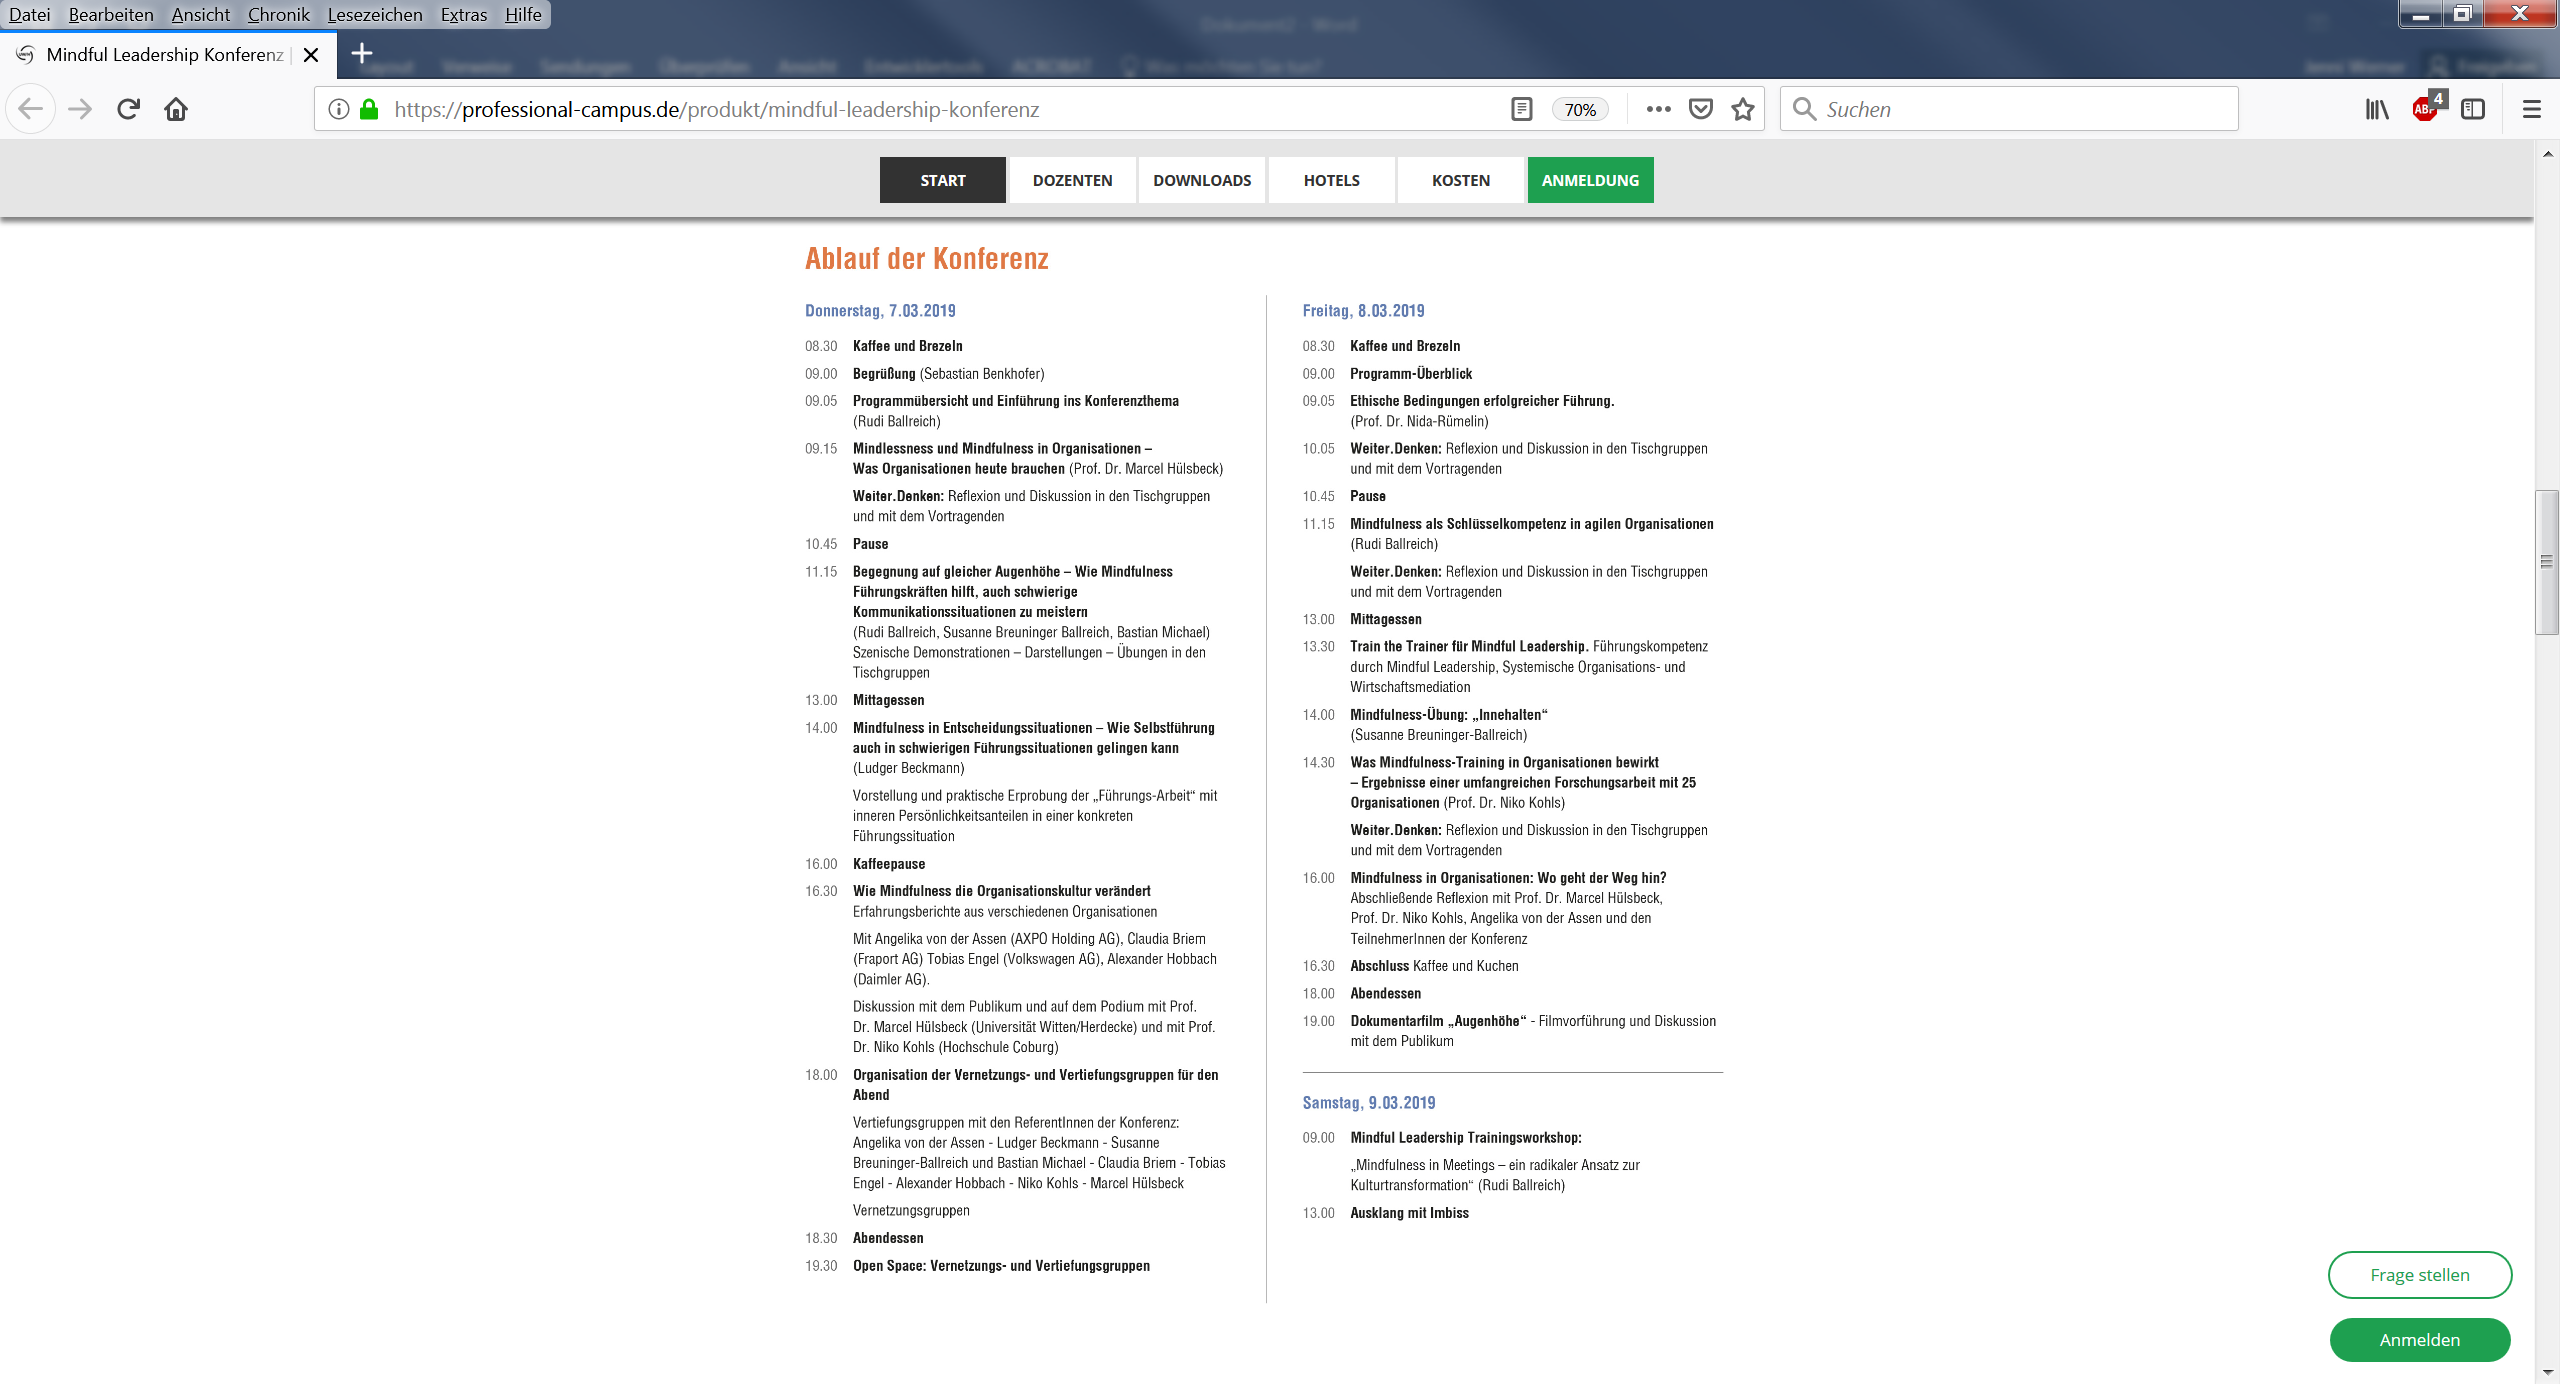 Dokument2 - Word
Datei Bearbeiten Ansicht Chronik Lesezeichen Extras Hilfe
Mindful Leadership Konferenz |
Layout Verweise Sendungen Überprüfen Ansicht Entwicklertools ACROBAT Was möchten Sie tun?
https://professional-campus.de/produkt/mindful-leadership-konferenz
70%
Suchen
ABP 4
START DOZENTEN DOWNLOADS HOTELS KOSTEN ANMELDUNG
Ablauf der Konferenz
Donnerstag, 7.03.2019
08.30 Kaffee und Brezeln
09.00 Begrüßung (Sebastian Benkhofer)
09.05 Programmübersicht und Einführung ins Konferenzthema
(Rudi Ballreich)
09.15 Mindlessness und Mindfulness in Organisationen –
Was Organisationen heute brauchen (Prof. Dr. Marcel Hülsbeck)
Weiter.Denken: Reflexion und Diskussion in den Tischgruppen
und mit dem Vortragenden
10.45 Pause
11.15 Begegnung auf gleicher Augenhöhe – Wie Mindfulness
Führungskräften hilft, auch schwierige
Kommunikationssituationen zu meistern
(Rudi Ballreich, Susanne Breuninger Ballreich, Bastian Michael)
Szenische Demonstrationen – Darstellungen – Übungen in den
Tischgruppen
13.00 Mittagessen
14.00 Mindfulness in Entscheidungssituationen – Wie Selbstführung
auch in schwierigen Führungssituationen gelingen kann
(Ludger Beckmann)
Vorstellung und praktische Erprobung der „Führungs-Arbeit“ mit
inneren Persönlichkeitsanteilen in einer konkreten
Führungssituation
16.00 Kaffeepause
16.30 Wie Mindfulness die Organisationskultur verändert
Erfahrungsberichte aus verschiedenen Organisationen
Mit Angelika von der Assen (AXPO Holding AG), Claudia Briem
(Fraport AG) Tobias Engel (Volkswagen AG), Alexander Hobbach
(Daimler AG).
Diskussion mit dem Publikum und auf dem Podium mit Prof.
Dr. Marcel Hülsbeck (Universität Witten/Herdecke) und mit Prof.
Dr. Niko Kohls (Hochschule Coburg)
18.00 Organisation der Vernetzungs- und Vertiefungsgruppen für den
Abend
Vertiefungsgruppen mit den ReferentInnen der Konferenz:
Angelika von der Assen - Ludger Beckmann - Susanne
Breuninger-Ballreich und Bastian Michael - Claudia Briem - Tobias
Engel - Alexander Hobbach - Niko Kohls - Marcel Hülsbeck
Vernetzungsgruppen
18.30 Abendessen
19.30 Open Space: Vernetzungs- und Vertiefungsgruppen
Freitag, 8.03.2019
08.30 Kaffee und Brezeln
09.00 Programm-Überblick
09.05 Ethische Bedingungen erfolgreicher Führung.
(Prof. Dr. Nida-Rümelin)
10.05 Weiter.Denken: Reflexion und Diskussion in den Tischgruppen
und mit dem Vortragenden
10.45 Pause
11.15 Mindfulness als Schlüsselkompetenz in agilen Organisationen
(Rudi Ballreich)
Weiter.Denken: Reflexion und Diskussion in den Tischgruppen
und mit dem Vortragenden
13.00 Mittagessen
13.30 Train the Trainer für Mindful Leadership. Führungskompetenz
durch Mindful Leadership, Systemische Organisations- und
Wirtschaftsmediation
14.00 Mindfulness-Übung: „Innehalten“
(Susanne Breuninger-Ballreich)
14.30 Was Mindfulness-Training in Organisationen bewirkt
– Ergebnisse einer umfangreichen Forschungsarbeit mit 25
Organisationen (Prof. Dr. Niko Kohls)
Weiter.Denken: Reflexion und Diskussion in den Tischgruppen
und mit dem Vortragenden
16.00 Mindfulness in Organisationen: Wo geht der Weg hin?
Abschließende Reflexion mit Prof. Dr. Marcel Hülsbeck,
Prof. Dr. Niko Kohls, Angelika von der Assen und den
TeilnehmerInnen der Konferenz
16.30 Abschluss Kaffee und Kuchen
18.00 Abendessen
19.00 Dokumentarfilm „Augenhöhe“ - Filmvorführung und Diskussion
mit dem Publikum
Samstag, 9.03.2019
09.00 Mindful Leadership Trainingsworkshop:
„Mindfulness in Meetings – ein radikaler Ansatz zur
Kulturtransformation“ (Rudi Ballreich)
13.00 Ausklang mit Imbiss
Frage stellen
Anmelden